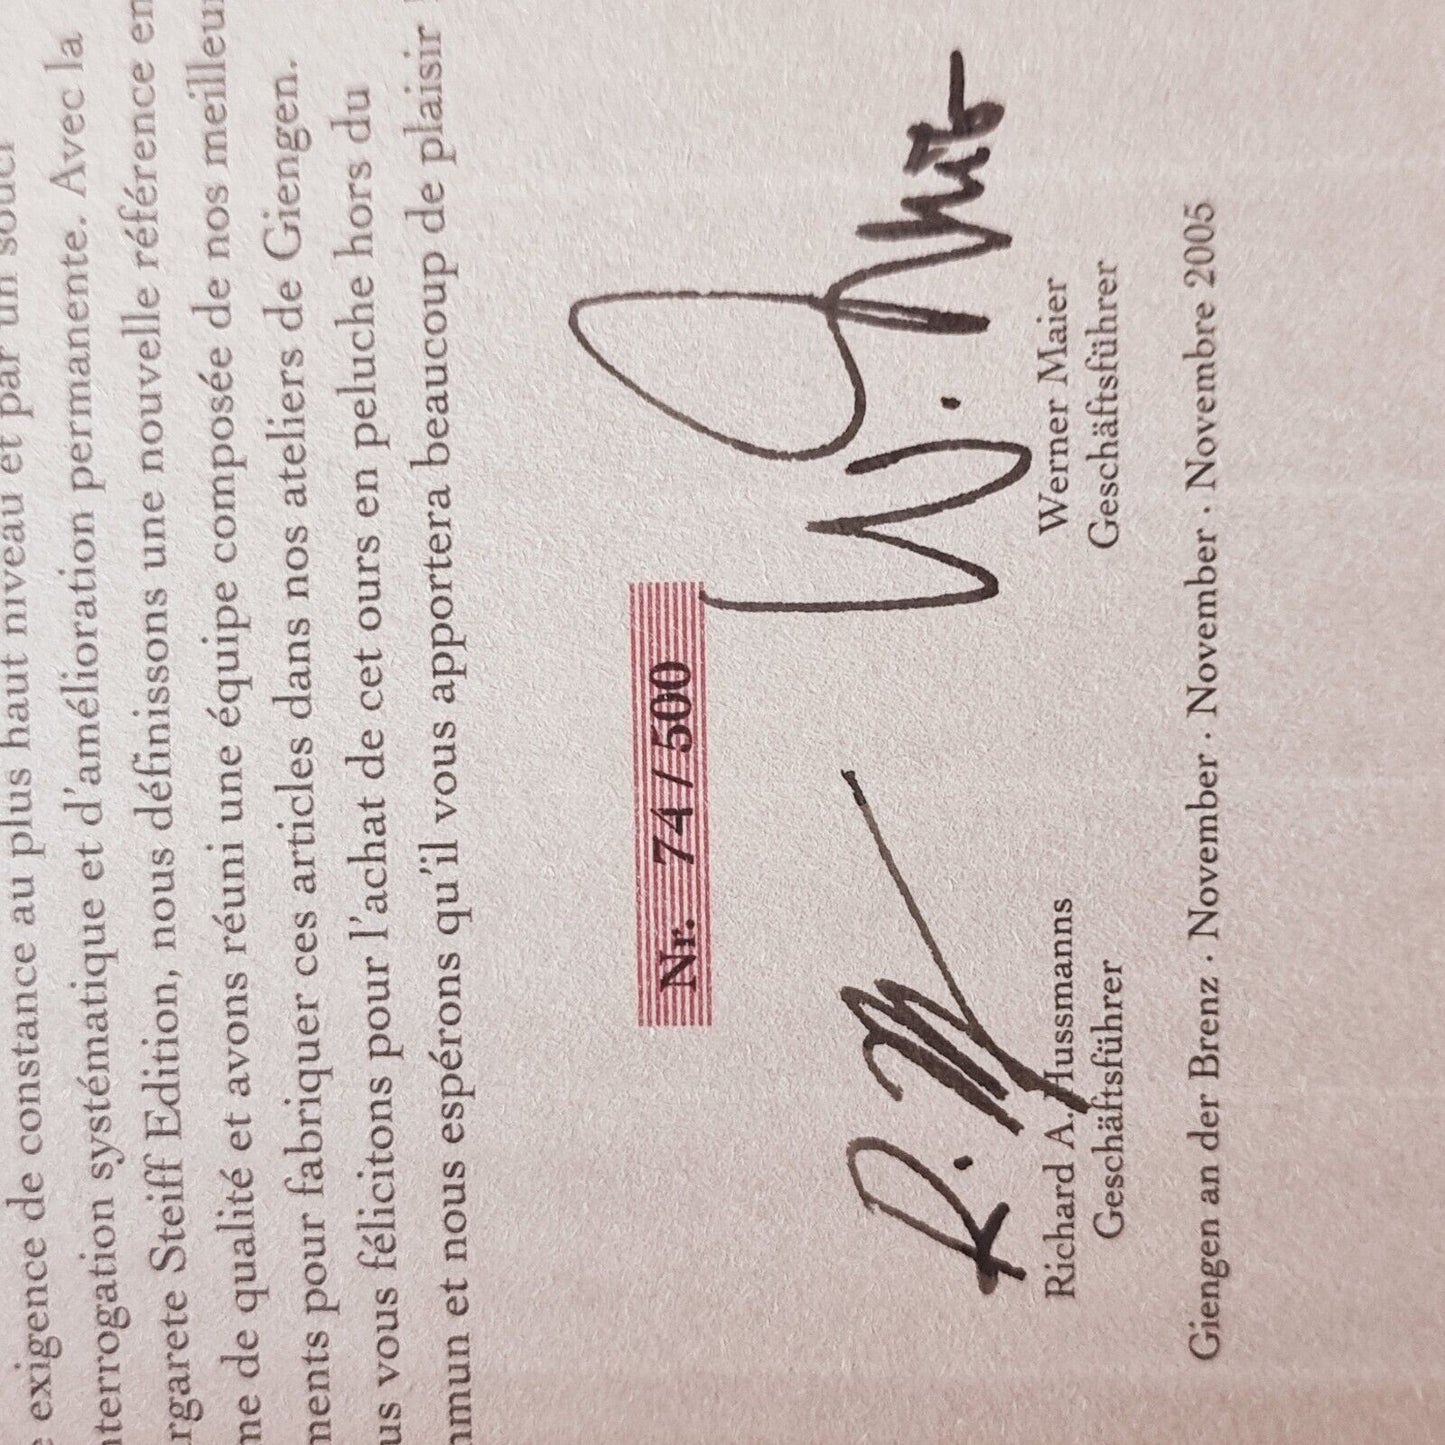 exigence de constance au plus haut niveau et par un souci
nterrogation systématique et d'amélioration permanente. Avec la
rgarete Steiff Edition, nous définissons une nouvelle référence en
me de qualité et avons réuni une équipe composée de nos meilleur
ments pour fabriquer ces articles dans nos ateliers de Giengen.
us vous félicitons pour l'achat de cet ours en peluche hors du
mmun et nous espérons qu'il vous apportera beaucoup de plaisir
Nr. 74/500
Richard A. Hussmanns Werner Maier
Geschäftsführer Geschäftsführer
Giengen an der Brenz · November · November · November · Novembre 2005